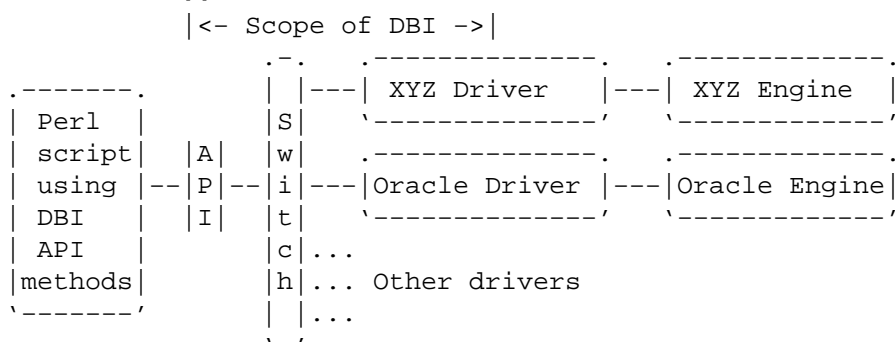 |<- Scope of DBI ->|
.-. .--------------. .-------------.
.-------. | |---| XYZ Driver |---| XYZ Engine |
| Perl | |S| `--------------' `-------------'
| script| |A| |w| .--------------. .-------------.
| using |--|P|--|i|---|Oracle Driver |---|Oracle Engine|
| DBI | |I| |t| `--------------' `-------------'
| API | |c|...
|methods| |h|... Other drivers
`-------' | |...